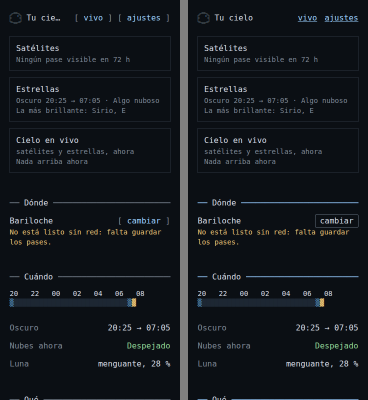 Tu cie… [ vivo ] [ ajustes ]
Satélites
Ningún pase visible en 72 h
Estrellas
Oscuro 20:25 → 07:05 · Algo nuboso
La más brillante: Sirio, E
Cielo en vivo
satélites y estrellas, ahora
Nada arriba ahora
Dónde
Bariloche [ cambiar ]
No está listo sin red: falta guardar
los pases.
Cuándo
20 22 00 02 04 06 08
Oscuro 20:25 → 07:05
Nubes ahora Despejado
Luna menguante, 28 %
Tu cielo vivo ajustes
Satélites
Ningún pase visible en 72 h
Estrellas
Oscuro 20:25 → 07:05 · Algo nuboso
La más brillante: Sirio, E
Cielo en vivo
satélites y estrellas, ahora
Nada arriba ahora
Dónde
Bariloche cambiar
No está listo sin red: falta guardar
los pases.
Cuándo
20 22 00 02 04 06 08
Oscuro 20:25 → 07:05
Nubes ahora Despejado
Luna menguante, 28 %